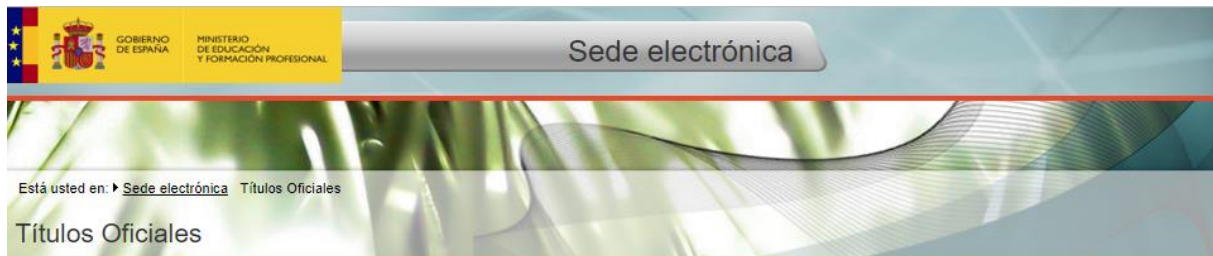 GOBIERNO
DE ESPAÑA
MINISTERIO
DE EDUCACIÓN
Y FORMACIÓN PROFESIONAL
Sede electrónica
Está usted en: Sede electrónica Títulos Oficiales
Títulos Oficiales